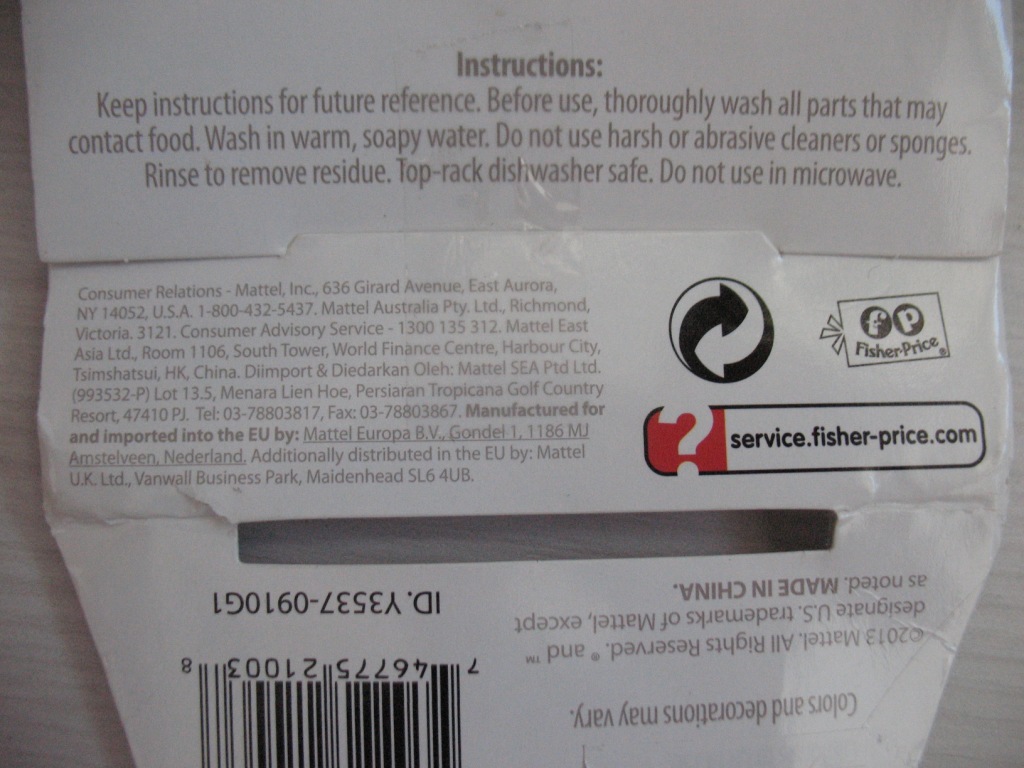 Instructions:
Keep instructions for future reference. Before use, thoroughly wash all parts that may
contact food. Wash in warm, soapy water. Do not use harsh or abrasive cleaners or sponges.
Rinse to remove residue. Top-rack dishwasher safe. Do not use in microwave.
Consumer Relations - Mattel, Inc., 636 Girard Avenue, East Aurora,
NY 14052, U.S.A. 1-800-432-5437. Mattel Australia Pty. Ltd., Richmond,
Victoria. 3121. Consumer Advisory Service - 1300 135 312. Mattel East
Asia Ltd., Room 1106, South Tower, World Finance Centre, Harbour City,
Tsimshatsui, HK, China. Diimport & Diedarkan Oleh: Mattel SEA Ptd Ltd.
(993532-P) Lot 13.5, Menara Lien Hoe, Persiaran Tropicana Golf Country
Resort, 47410 PJ. Tel: 03-78803817, Fax: 03-78803867. Manufactured for
and imported into the EU by: Mattel Europa B.V., Gondel 1, 1186 MJ
Amstelveen, Nederland. Additionally distributed in the EU by: Mattel
U.K. Ltd., Vanwall Business Park, Maidenhead SL6 4UB.
fp
Fisher-Price®
? service.fisher-price.com
Colors and decorations may vary.
©2013 Mattel. All Rights Reserved. ® and ™
designate U.S. trademarks of Mattel, except
as noted. MADE IN CHINA.
7 46775 21003 8
ID. Y3537-0910G1